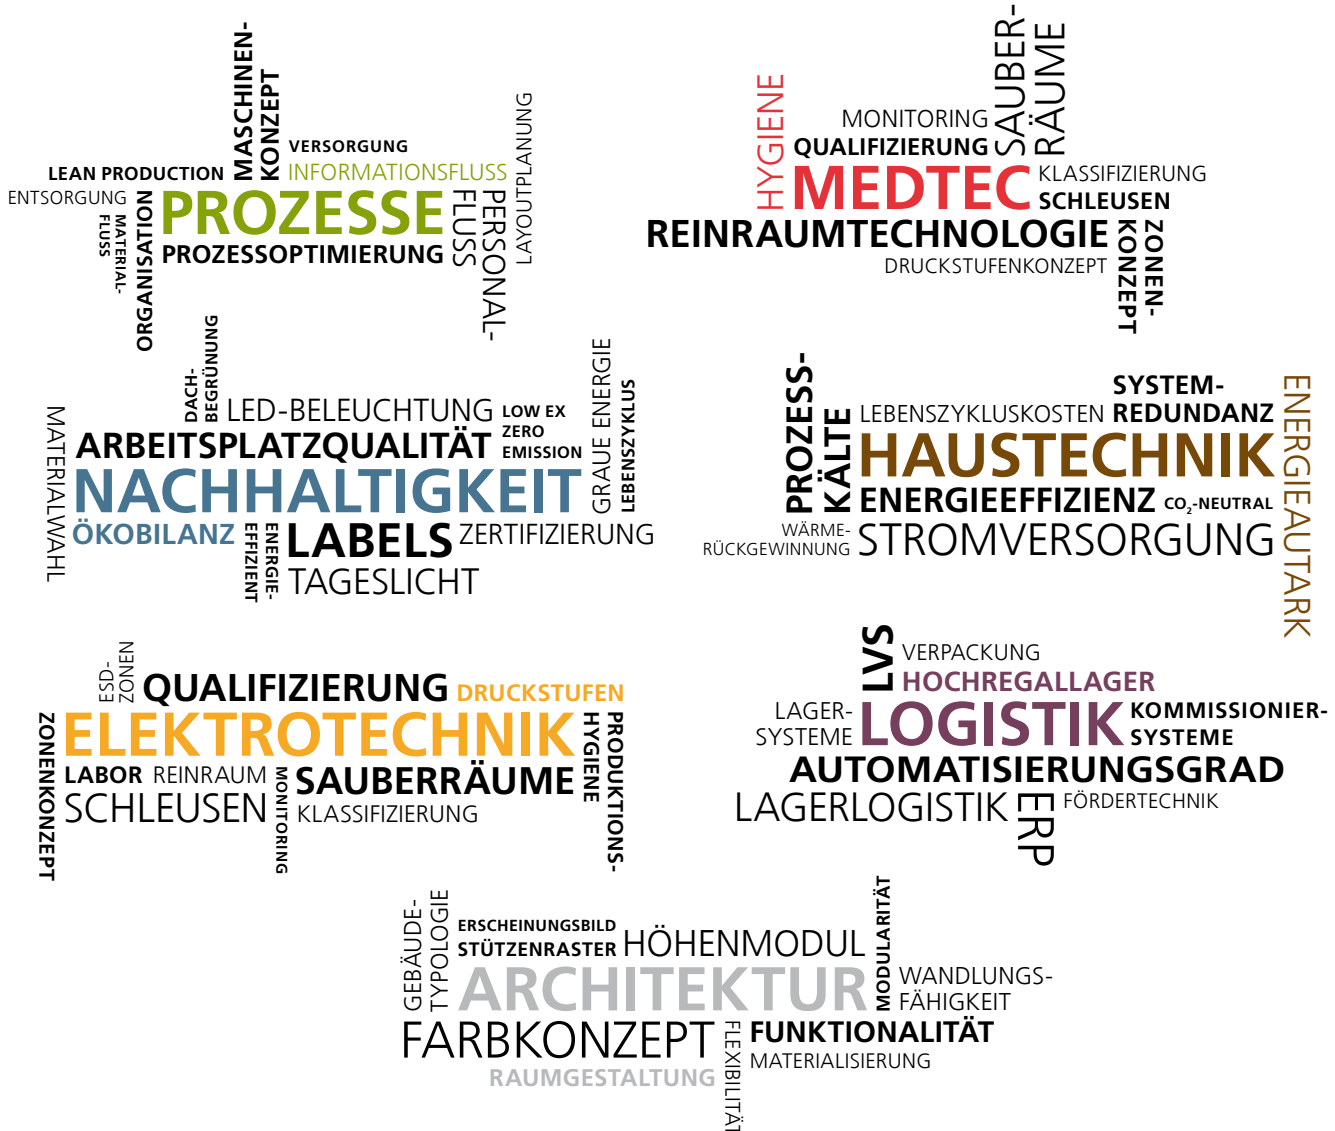 MASCHINEN-
KONZEPT
VERSORGUNG
LEAN PRODUCTION
INFORMATIONSFLUSS
ENTSORGUNG
PROZESSE
PROZESSOPTIMIERUNG
MATERIAL-
FLUSS
ORGANISATION
PERSONAL-
FLUSS
LAYOUTPLANUNG
HYGIENE
MONITORING
SAUBER-
RÄUME
QUALIFIZIERUNG
MEDTEC
KLASSIFIZIERUNG
SCHLEUSEN
REINRAUMTECHNOLOGIE
DRUCKSTUFENKONZEPT
ZONEN-
KONZEPT
DACH-
BEGRÜNUNG
LED-BELEUCHTUNG
LOW EX
ZERO
EMISSION
GRAUE ENERGIE
LEBENSZYKLUS
MATERIALWAHL
ARBEITSPLATZQUALITÄT
NACHHALTIGKEIT
ÖKOBILANZ
ENERGIE-
EFFIZIENT
LABELS
ZERTIFIZIERUNG
TAGESLICHT
PROZESS-
KÄLTE
LEBENSZYKLUSKOSTEN
SYSTEM-
REDUNDANZ
HAUSTECHNIK
ENERGIEEFFIZIENZ
CO₂-NEUTRAL
WÄRME-
RÜCKGEWINNUNG
STROMVERSORGUNG
ENERGIEAUTARK
ESD-
ZONEN
QUALIFIZIERUNG
DRUCKSTUFEN
ELEKTROTECHNIK
ZONENKONZEPT
LABOR
REINRAUM
SCHLEUSEN
MONITORING
SAUBERRÄUME
KLASSIFIZIERUNG
PRODUKTIONS-
HYGIENE
LVS
VERPACKUNG
HOCHREGALLAGER
LAGER-
SYSTEME
LOGISTIK
KOMMISSIONIER-
SYSTEME
AUTOMATISIERUNGSGRAD
LAGERLOGISTIK
ERP
FÖRDERTECHNIK
GEBÄUDE-
TYPOLOGIE
ERSCHEINUNGSBILD
STÜTZENRASTER
HÖHENMODUL
ARCHITEKTUR
MODULARITÄT
WANDLUNGS-
FÄHIGKEIT
FARBKONZEPT
RAUMGESTALTUNG
FLEXIBILITÄT
FUNKTIONALITÄT
MATERIALISIERUNG